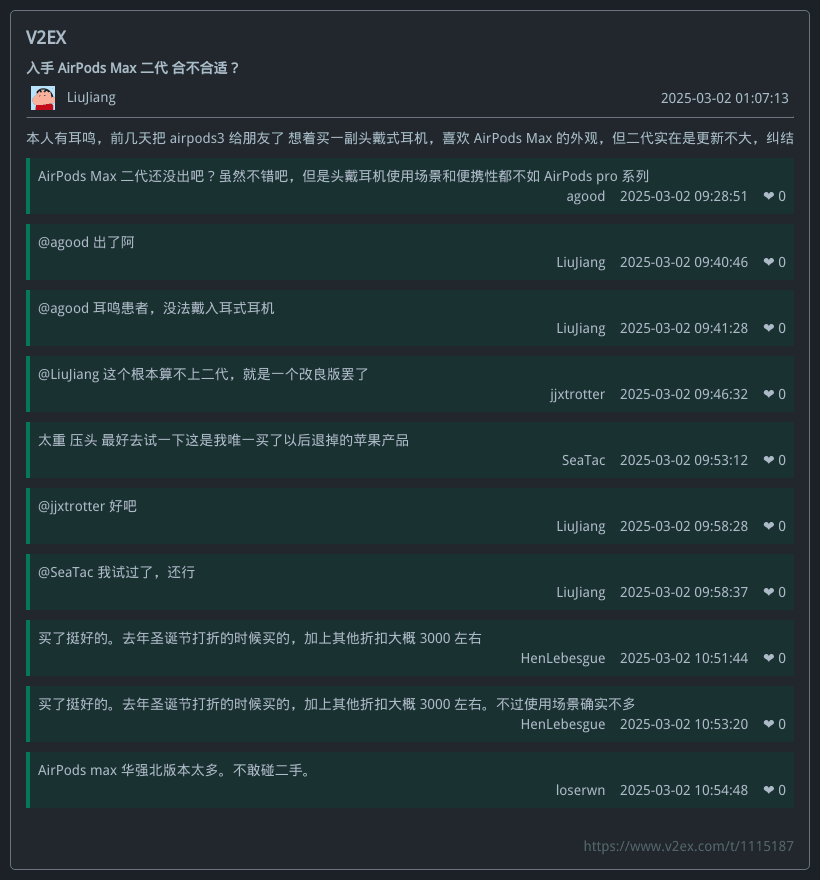 V2EX
入手 AirPods Max 二代 合不合适？
LiuJiang
2025-03-02 01:07:13
本人有耳鸣，前几天把 airpods3 给朋友了 想着买一副头戴式耳机，喜欢 AirPods Max 的外观，但二代实在是更新不大，纠结
AirPods Max 二代还没出吧？虽然不错吧，但是头戴耳机使用场景和便携性都不如 AirPods pro 系列
agood 2025-03-02 09:28:51 ❤ 0
@agood 出了阿
LiuJiang 2025-03-02 09:40:46 ❤ 0
@agood 耳鸣患者，没法戴入耳式耳机
LiuJiang 2025-03-02 09:41:28 ❤ 0
@LiuJiang 这个根本算不上二代，就是一个改良版罢了
jjxtrotter 2025-03-02 09:46:32 ❤ 0
太重 压头 最好去试一下这是我唯一买了以后退掉的苹果产品
SeaTac 2025-03-02 09:53:12 ❤ 0
@jjxtrotter 好吧
LiuJiang 2025-03-02 09:58:28 ❤ 0
@SeaTac 我试过了，还行
LiuJiang 2025-03-02 09:58:37 ❤ 0
买了挺好的。去年圣诞节打折的时候买的，加上其他折扣大概 3000 左右
HenLebesgue 2025-03-02 10:51:44 ❤ 0
买了挺好的。去年圣诞节打折的时候买的，加上其他折扣大概 3000 左右。不过使用场景确实不多
HenLebesgue 2025-03-02 10:53:20 ❤ 0
AirPods max 华强北版本太多。不敢碰二手。
loserwn 2025-03-02 10:54:48 ❤ 0
https://www.v2ex.com/t/1115187